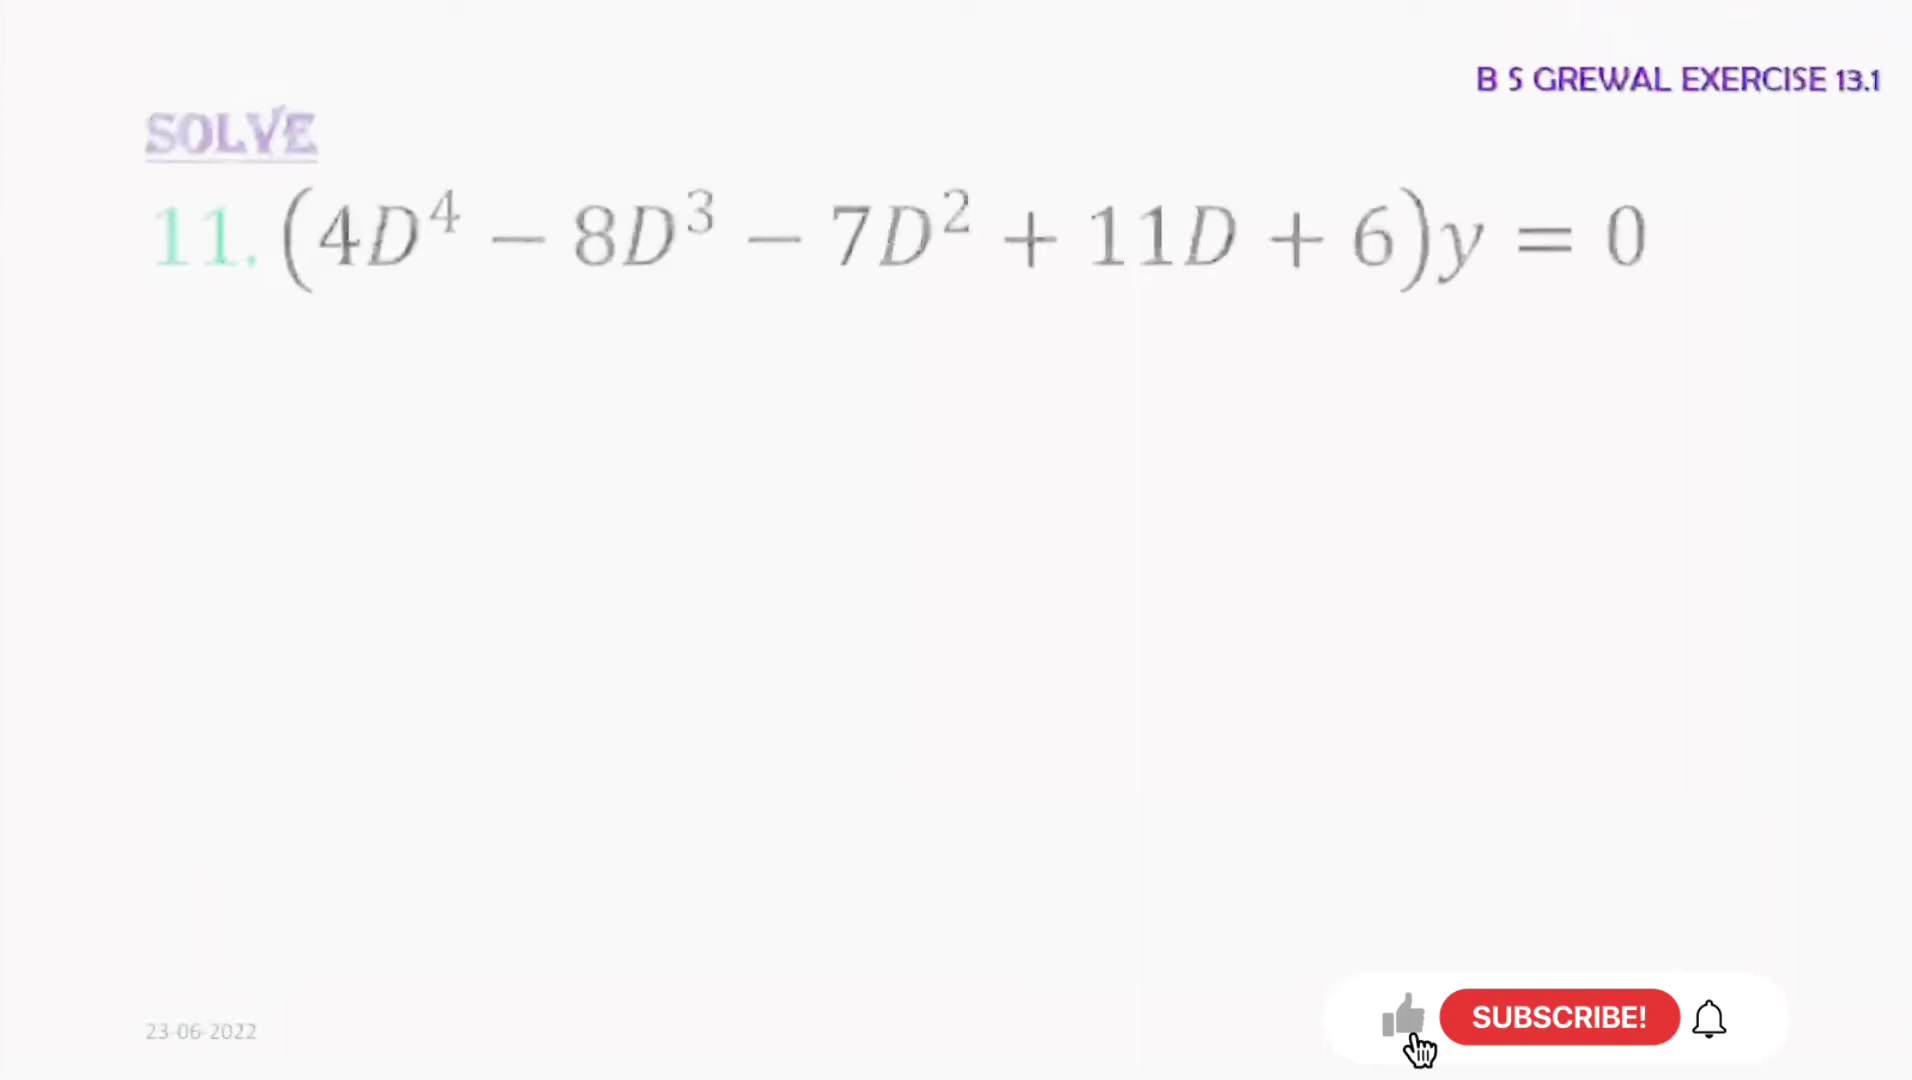 B S GREWAL EXERCISE 13.1
SOLVE
11. (4D⁴ − 8D³ − 7D² + 11D + 6)y = 0
23-06-2022
SUBSCRIBE!